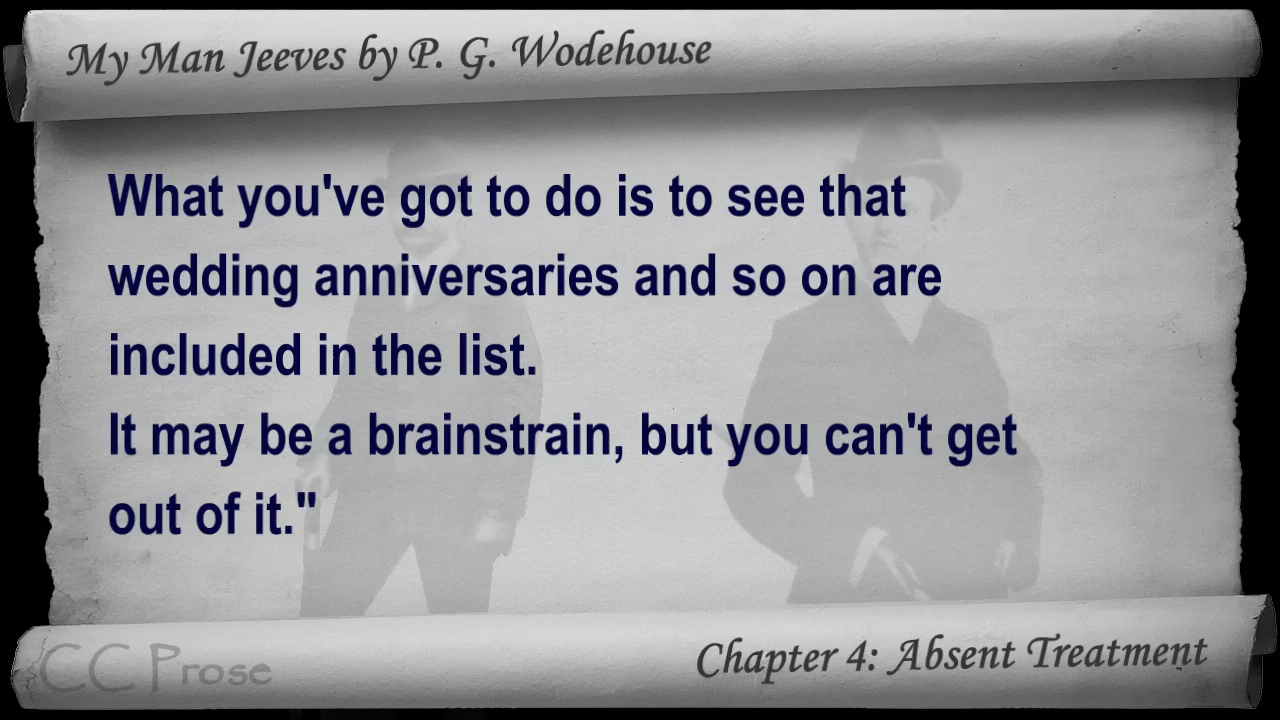 My Man Jeeves by P. G. Wodehouse
What you've got to do is to see that
wedding anniversaries and so on are
included in the list.
It may be a brainstrain, but you can't get
out of it."
CC Prose
Chapter 4: Absent Treatment